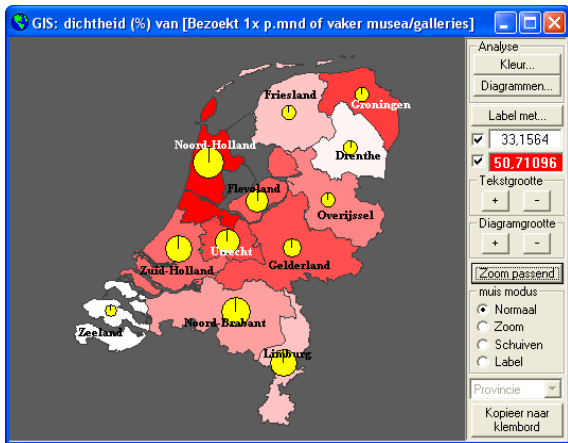 GIS: dichtheid (%) van [Bezoekt 1x p.mnd of vaker musea/galleries]
Analyse
Kleur...
Diagrammen...
Label met...
33,1564
50,71096
Tekstgrootte
+ -
Diagramgrootte
+ -
Zoom passend
muis modus
Normaal
Zoom
Schuiven
Label
Provincie
Kopieer naar
klembord
Friesland
Groningen
Noord-Holland
Drenthe
Flevoland
Overijssel
Utrecht
Zuid-Holland
Gelderland
Zeeland
Noord-Brabant
Limburg